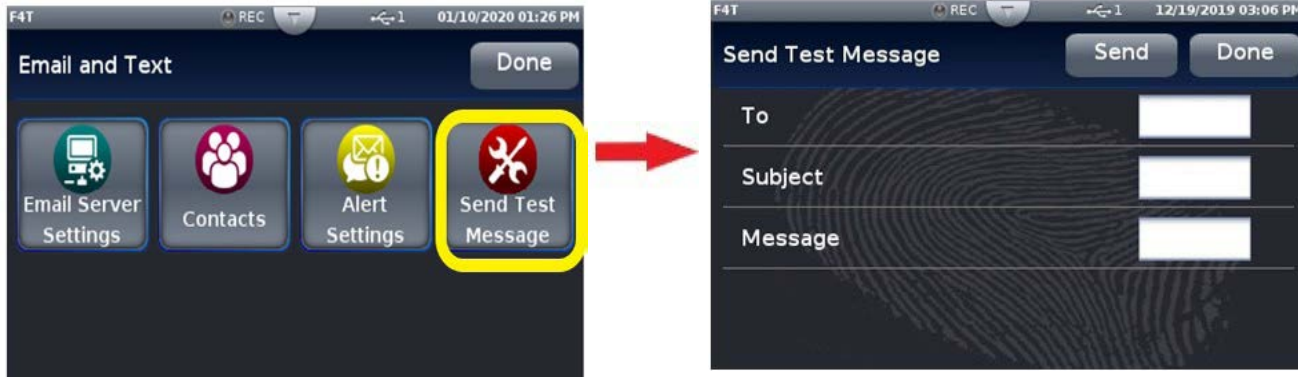 F4T REC 1 01/10/2020 01:26 PM
Email and Text Done
Email Server Settings
Contacts
Alert Settings
Send Test Message
F4T REC 1 12/19/2019 03:06 PM
Send Test Message Send Done
To
Subject
Message